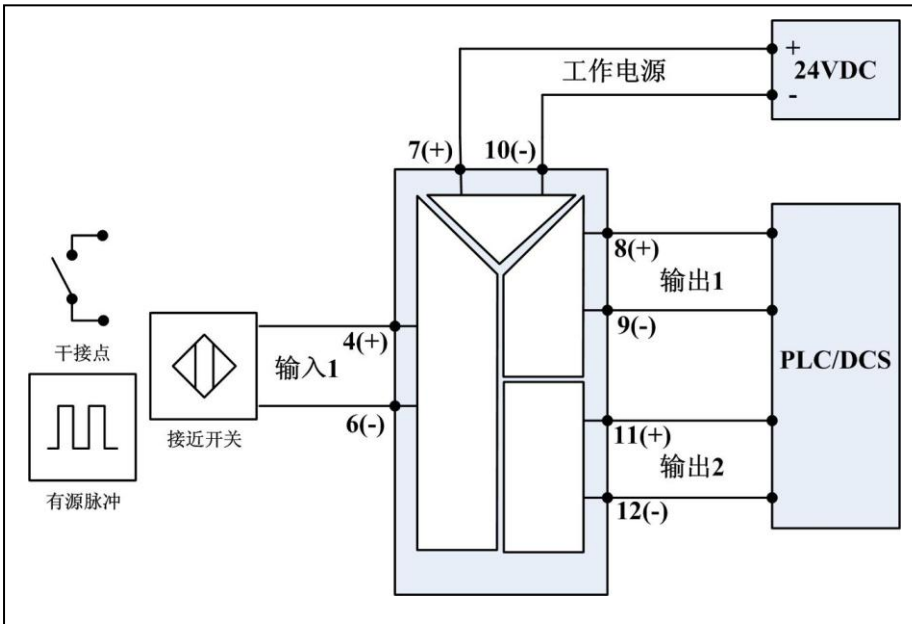 +
工作电源
24VDC
-
7(+)
10(-)
8(+)
输出1
9(-)
干接点
4(+)
输入1
6(-)
PLC/DCS
接近开关
11(+)
输出2
12(-)
有源脉冲